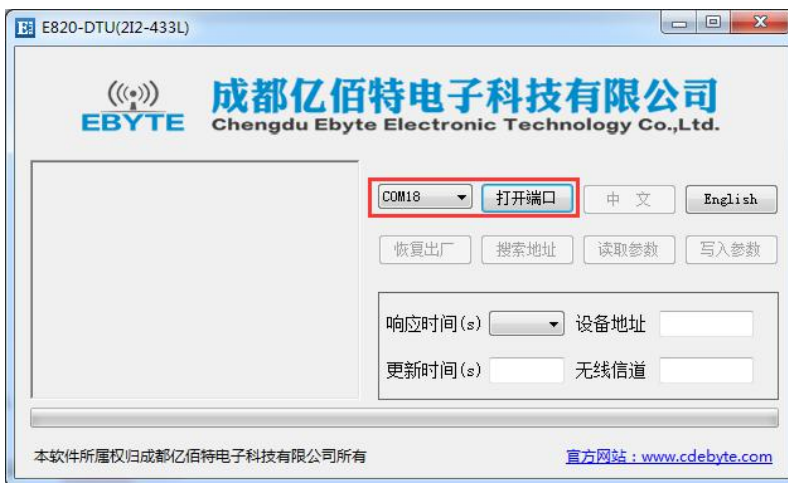 E820-DTU(2I2-433L)
EBYTE
成都亿佰特电子科技有限公司
Chengdu Ebyte Electronic Technology Co.,Ltd.
COM18 打开端口 中 文 English
恢复出厂 搜索地址 读取参数 写入参数
响应时间(s) 设备地址
更新时间(s) 无线信道
本软件所属权归成都亿佰特电子科技有限公司所有 官方网站：www.cdebyte.com